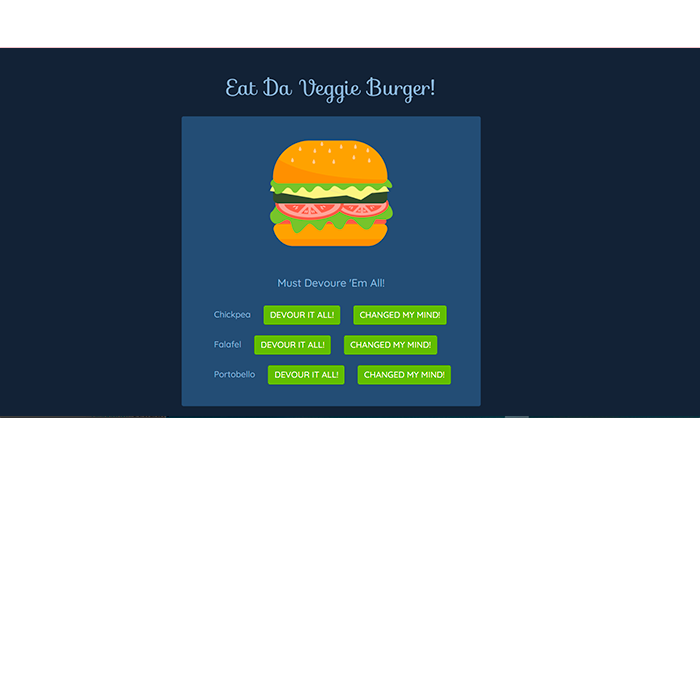 Eat Da Veggie Burger!
Must Devoure 'Em All!
Chickpea DEVOUR IT ALL! CHANGED MY MIND!
Falafel DEVOUR IT ALL! CHANGED MY MIND!
Portobello DEVOUR IT ALL! CHANGED MY MIND!